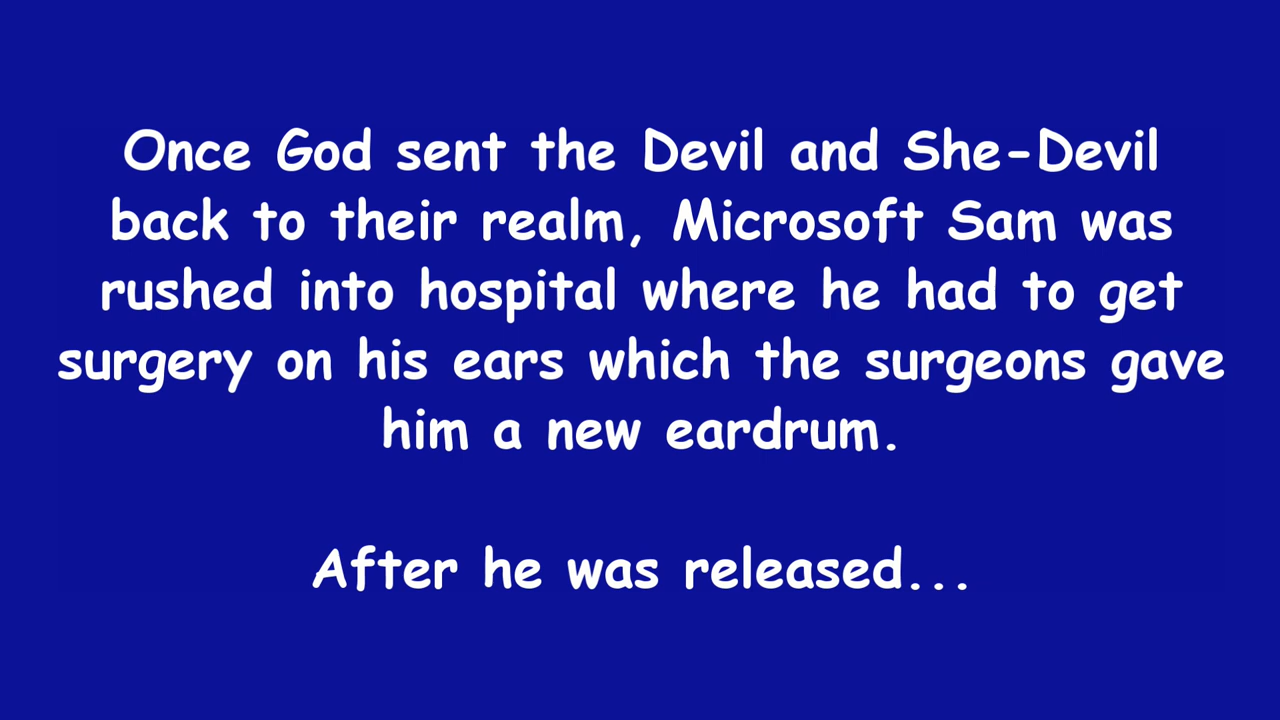 Once God sent the Devil and She-Devil
back to their realm, Microsoft Sam was
rushed into hospital where he had to get
surgery on his ears which the surgeons gave
him a new eardrum.
After he was released...